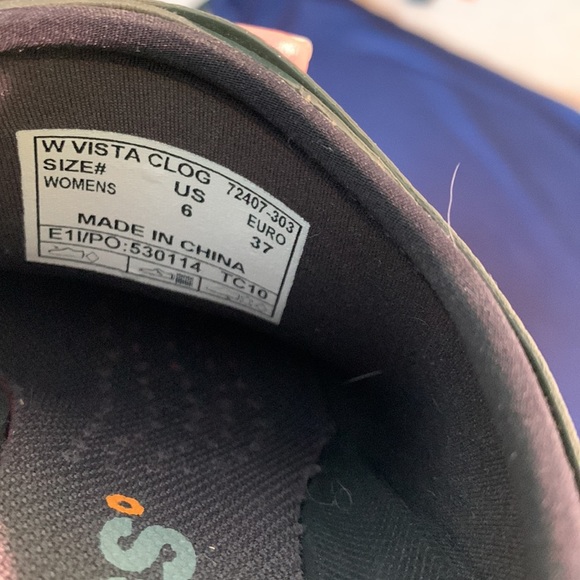 W VISTA CLOG 72407-303
SIZE# US EURO
WOMENS 6 37
MADE IN CHINA
E1I/PO:530114 TC10
S